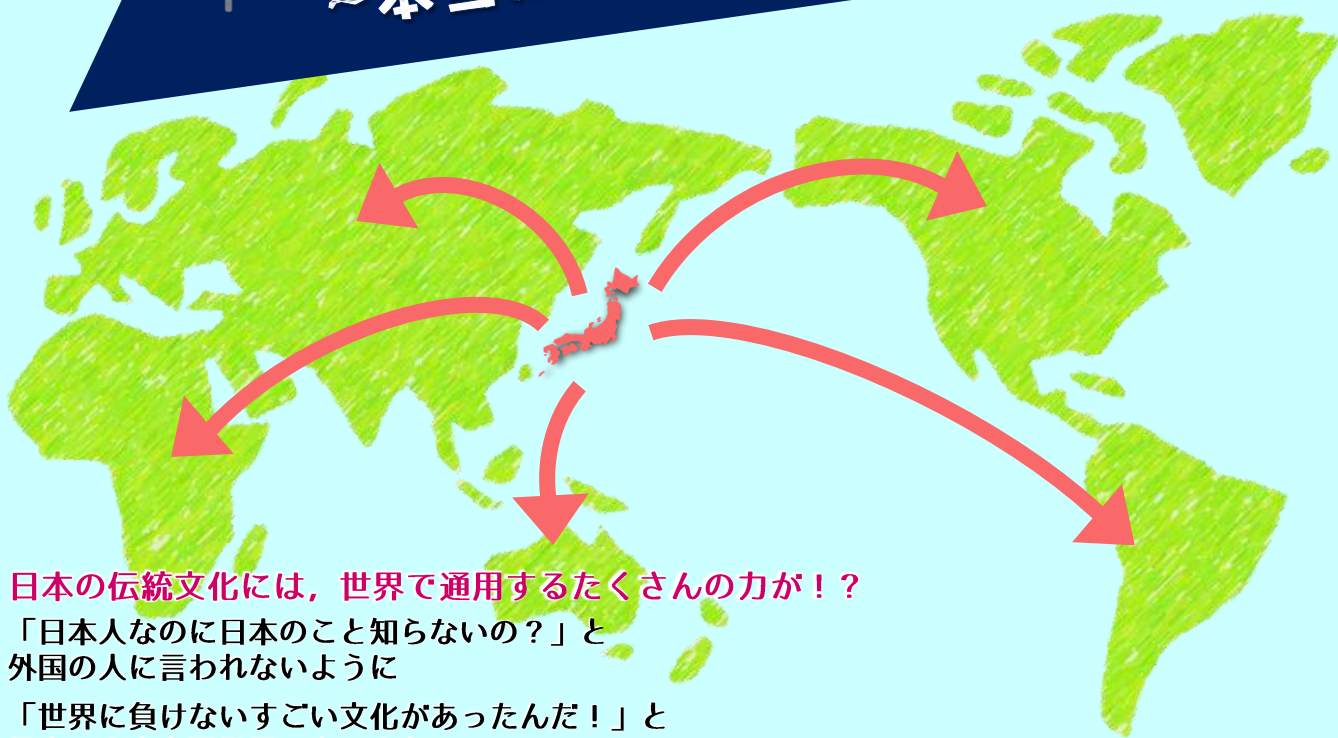 日本の伝統文化には，世界で通用するたくさんの力が！？
「日本人なのに日本のこと知らないの？」と
外国の人に言われないように
「世界に負けないすごい文化があったんだ！」と